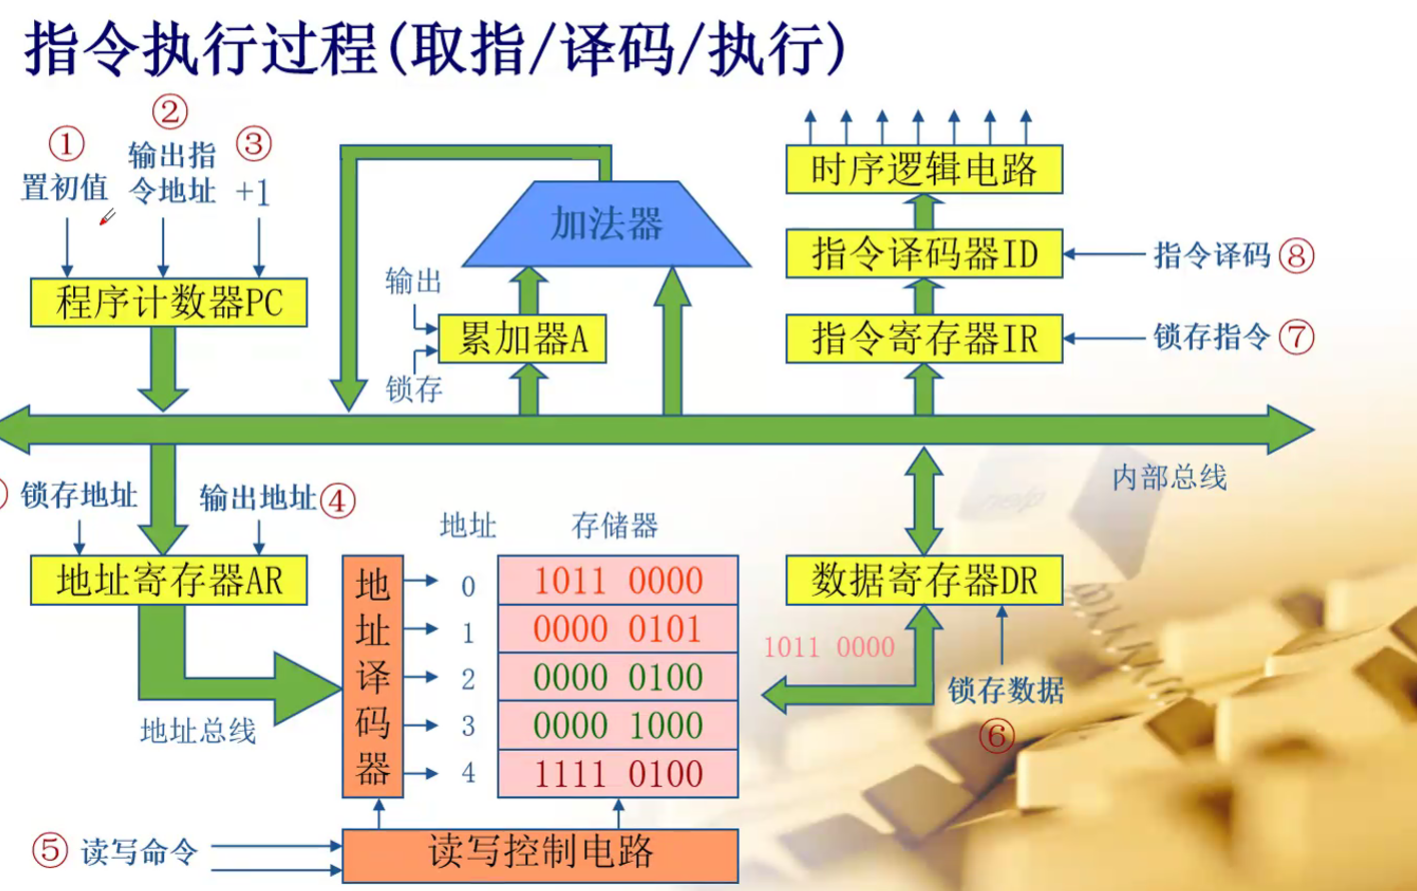 指令执行过程(取指/译码/执行)
①
置初值
②
输出指
令地址
③
+1
程序计数器PC
加法器
输出
累加器A
锁存
时序逻辑电路
指令译码器ID
指令译码⑧
指令寄存器IR
锁存指令⑦
内部总线
锁存地址
输出地址④
地址寄存器AR
地址总线
地址
译码器
地址
存储器
0
1011 0000
1
0000 0101
2
0000 0100
3
0000 1000
4
1111 0100
数据寄存器DR
1011 0000
锁存数据
⑥
⑤读写命令
读写控制电路